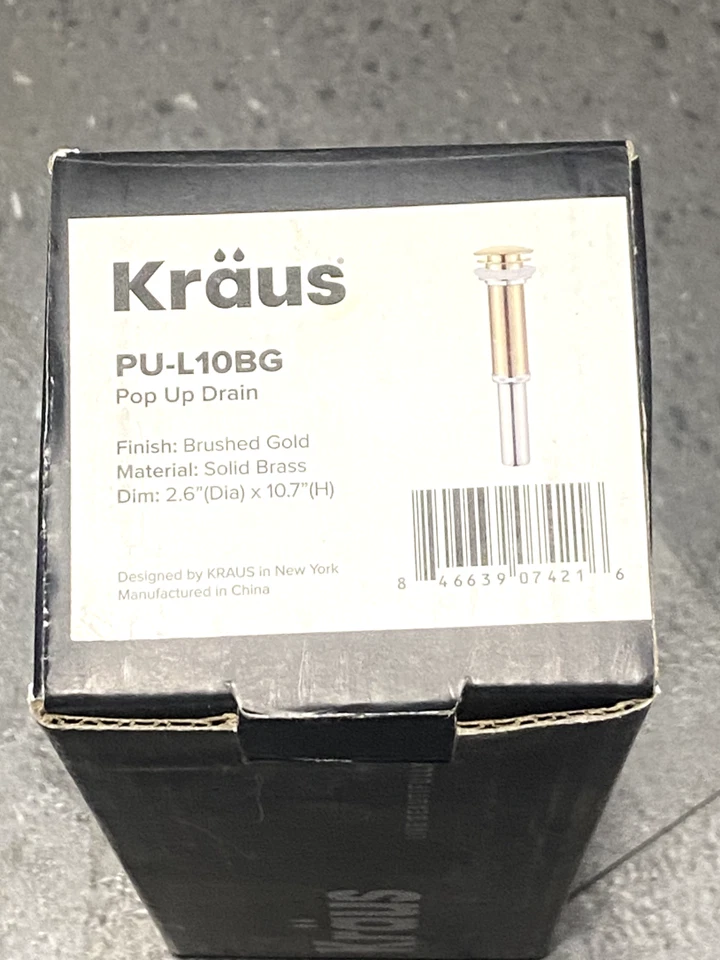 Kräus
PU-L10BG
Pop Up Drain
Finish: Brushed Gold
Material: Solid Brass
Dim: 2.6"(Dia) x 10.7"(H)
Designed by KRAUS in New York
Manufactured in China
8 46639 07421 6
Kräus